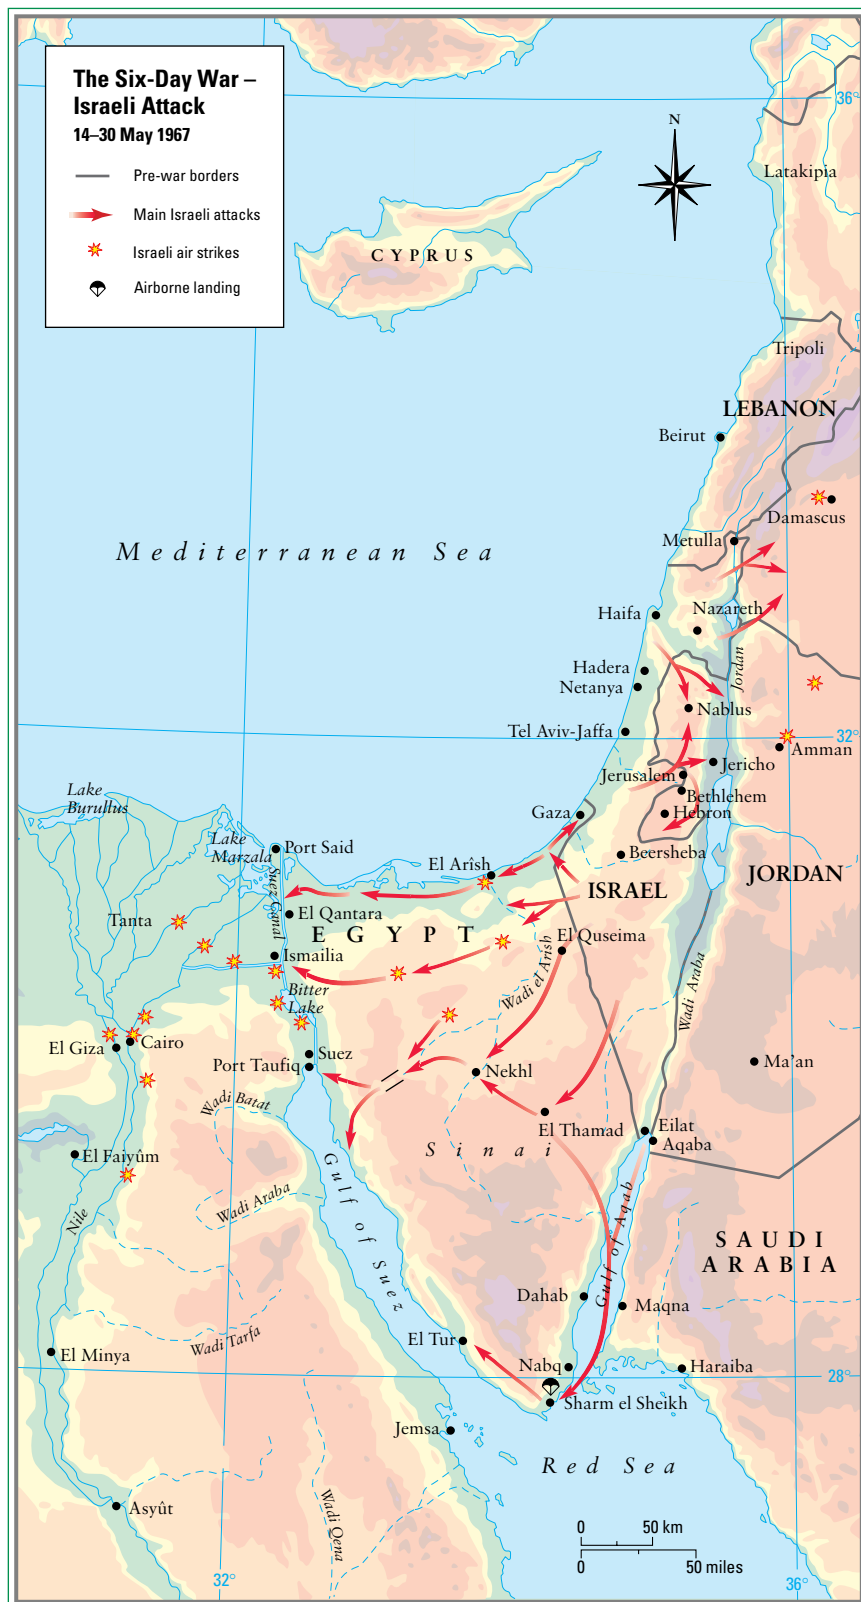 The Six-Day War –
Israeli Attack
14–30 May 1967
Pre-war borders
Main Israeli attacks
Israeli air strikes
Airborne landing
N
36°
Latakipia
CYPRUS
Tripoli
LEBANON
Beirut
Damascus
Mediterranean Sea
Metulla
Nazareth
Haifa
Jordan
Hadera
Netanya
Nablus
Tel Aviv-Jaffa
32°
Amman
Jericho
Jerusalem
Bethlehem
Hebron
Lake
Burullus
Gaza
Lake
Marzala
Port Said
Suez Canal
El Arîsh
Beersheba
JORDAN
ISRAEL
Tanta
El Qantara
EGYPT
El Quseima
Ismailia
Wadi el Arish
Wadi Araba
Bitter
Lake
El Giza
Cairo
Suez
Port Taufiq
Nekhl
Ma'an
Wadi Batat
El Thamad
Eilat
Aqaba
Sinai
El Faiyûm
Gulf of Suez
Wadi Araba
Nile
Gulf of Aqab
SAUDI
ARABIA
Dahab
Maqna
Wadi Tarfa
El Tur
El Minya
Nabq
Haraiba
28°
Sharm el Sheikh
Jemsa
Red Sea
Wadi Qena
Asyût
0 50 km
0 50 miles
32°
36°